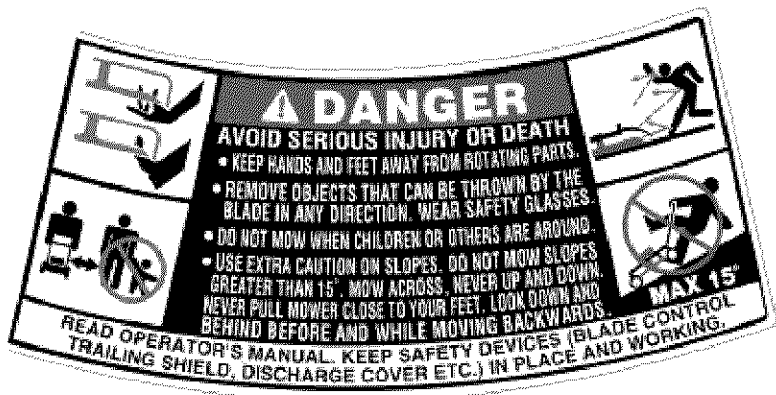 DANGER
AVOID SERIOUS INJURY OR DEATH
• KEEP HANDS AND FEET AWAY FROM ROTATING PARTS.
• REMOVE OBJECTS THAT CAN BE THROWN BY THE
BLADE IN ANY DIRECTION. WEAR SAFETY GLASSES.
• DO NOT MOW WHEN CHILDREN OR OTHERS ARE AROUND.
• USE EXTRA CAUTION ON SLOPES. DO NOT MOW SLOPES
GREATER THAN 15°. MOW ACROSS, NEVER UP AND DOWN.
NEVER PULL MOWER CLOSE TO YOUR FEET. LOOK DOWN AND
BEHIND BEFORE AND WHILE MOVING BACKWARDS.
MAX 15°
READ OPERATOR'S MANUAL. KEEP SAFETY DEVICES (BLADE CONTROL
TRAILING SHIELD, DISCHARGE COVER ETC.) IN PLACE AND WORKING.